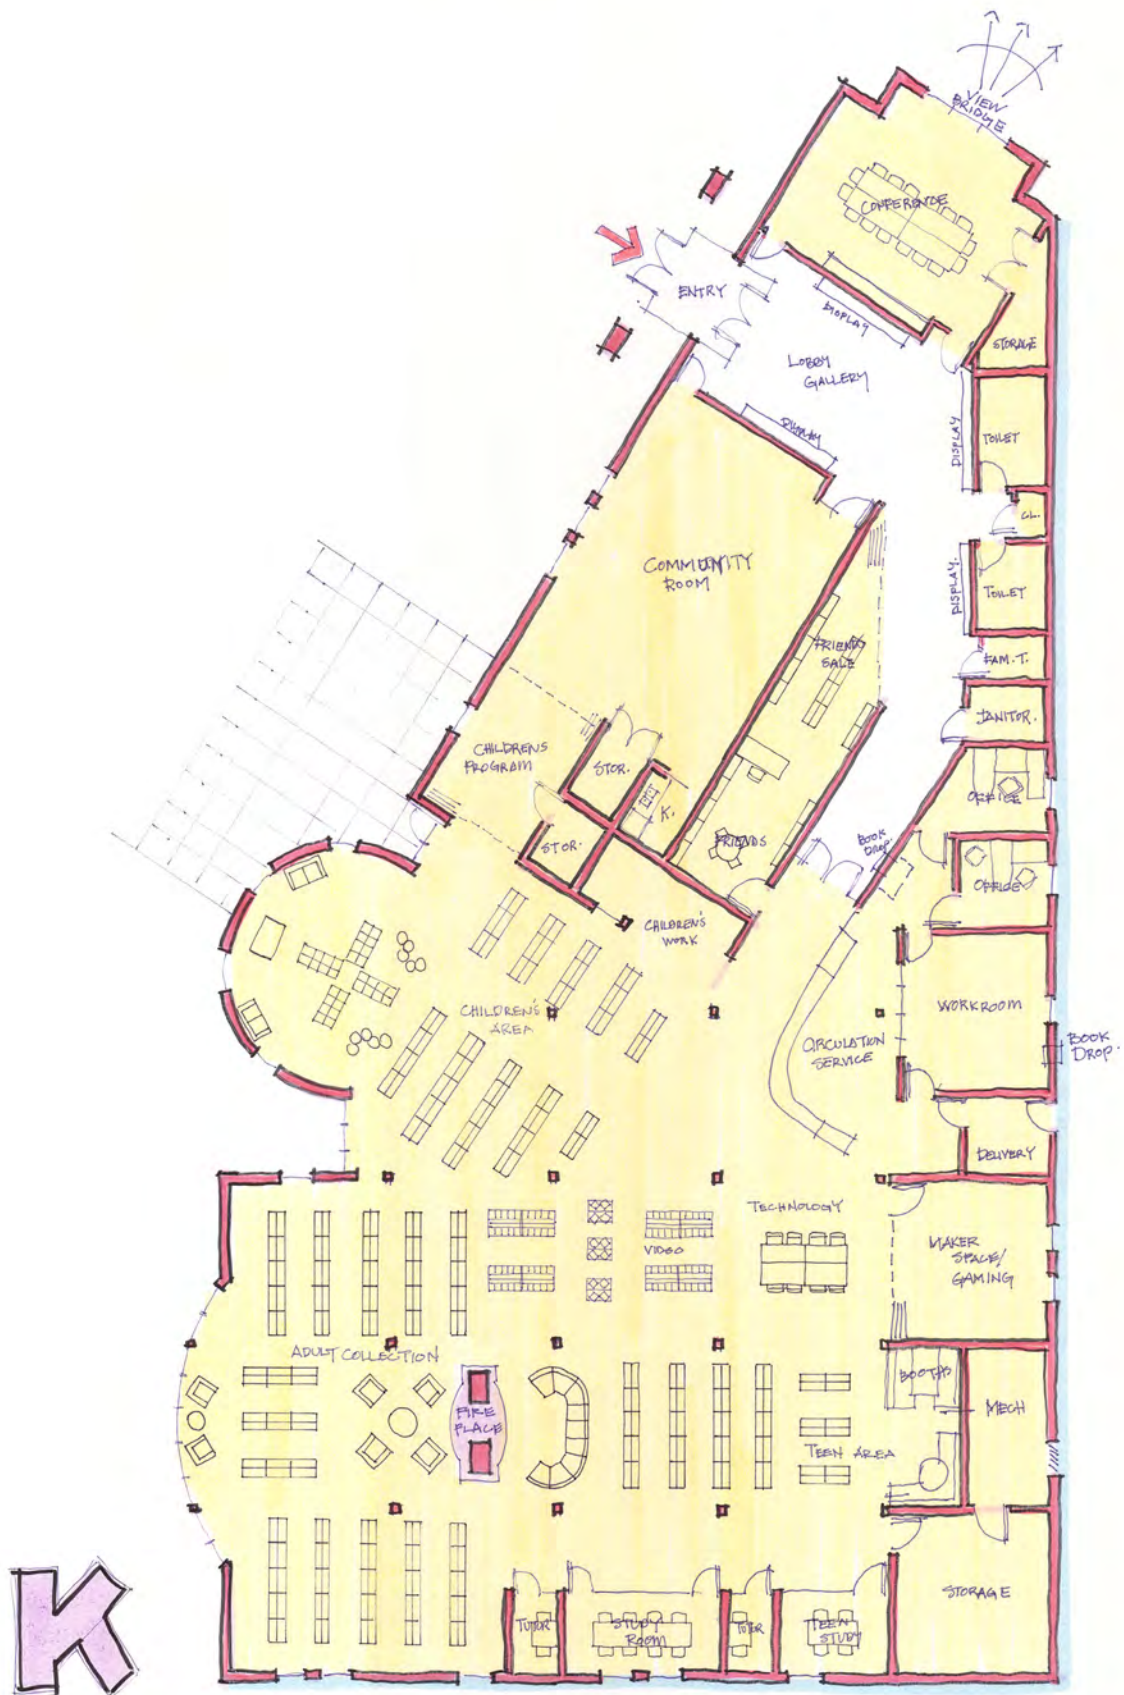 VIEW
BRIDGE
CONFERENCE
ENTRY
DISPLAY
STORAGE
LOBBY
GALLERY
DISPLAY
DISPLAY
TOILET
CL.
COMMUNITY
ROOM
DISPLAY.
TOILET
FRIENDS
SALE
FAM. T.
JANITOR.
CHILDRENS
PROGRAM
STOR.
K.
OFFICE
STOR.
FRIENDS
BOOK
DROP.
OFFICE
CHILDREN'S
WORK
CHILDREN'S
AREA
WORKROOM
CIRCULATION
SERVICE
BOOK
DROP.
DELIVERY
TECHNOLOGY
VIDEO
MAKER
SPACE/
GAMING
ADULT COLLECTION
BOOTHS
FIRE
PLACE
MECH
TEEN AREA
STORAGE
TUTOR
STUDY
ROOM
TUTOR
TEEN
STUDY
K